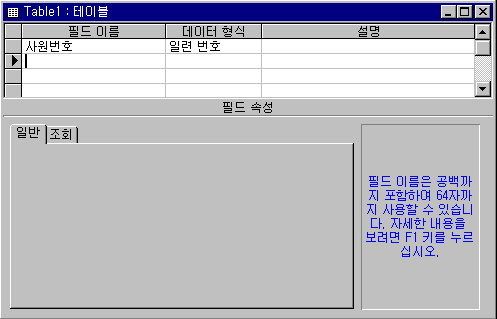 Table1 : 테이블
필드 이름 데이터 형식 설명
사원번호 일련 번호
필드 속성
일반 조회
필드 이름은 공백까
지 포함하여 64자까
지 사용할 수 있습니
다. 자세한 내용을
보려면 F1 키를 누르
십시오.